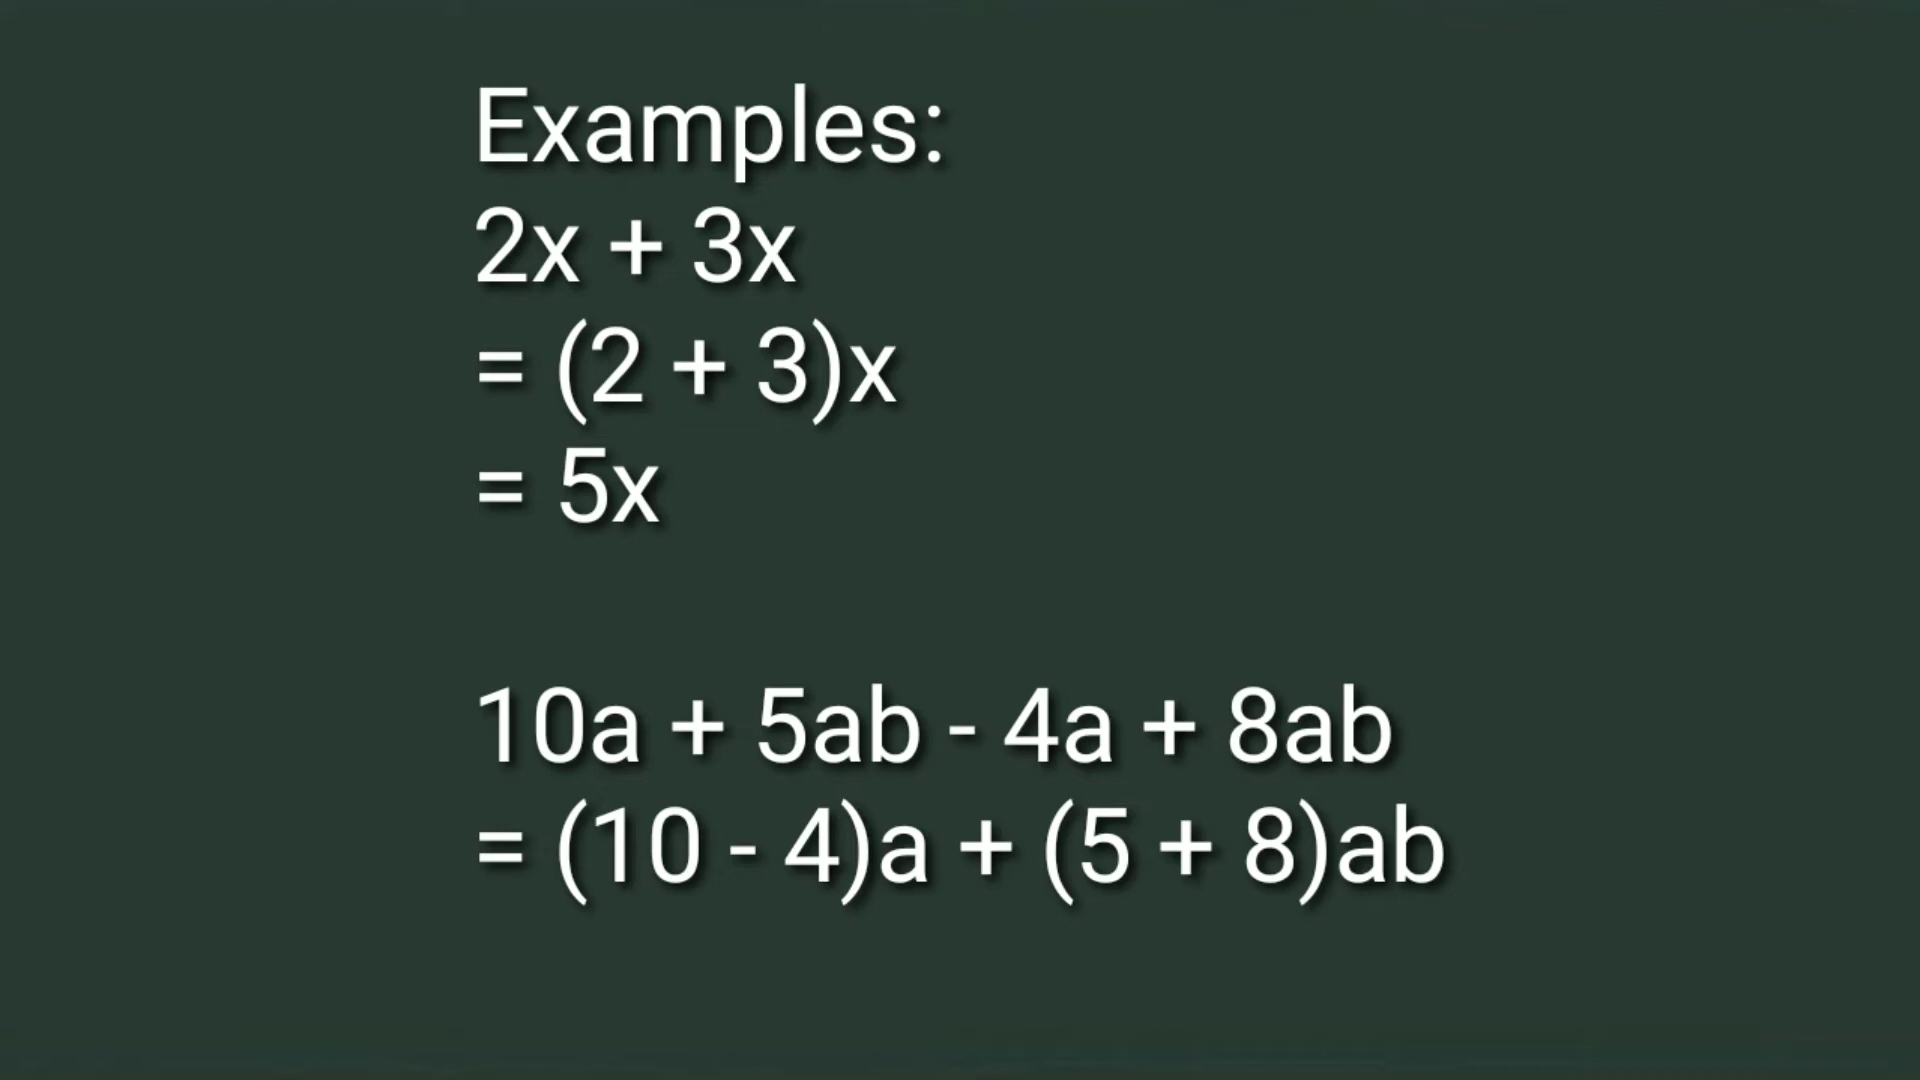 Examples:
2x + 3x
= (2 + 3)x
= 5x
10a + 5ab - 4a + 8ab
= (10 - 4)a + (5 + 8)ab